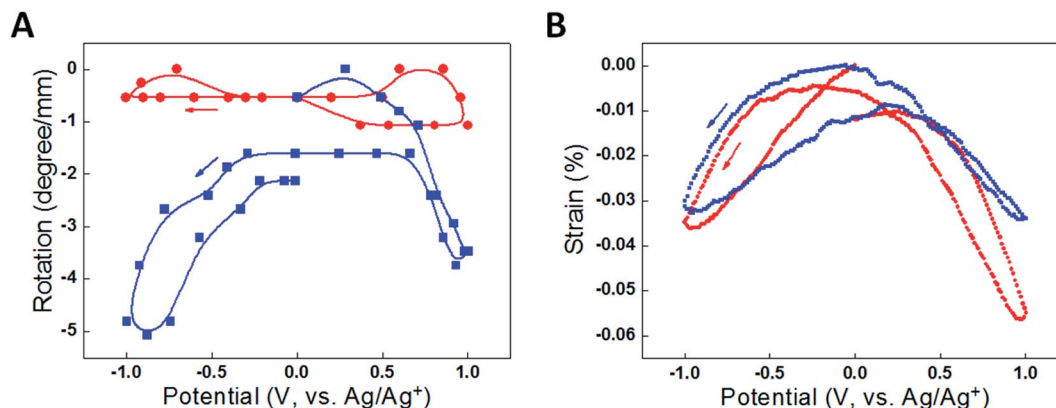 A
Rotation (degree/mm)
0
-1
-2
-3
-4
-5
-1.0 -0.5 0.0 0.5 1.0
Potential (V, vs. Ag/Ag⁺)
B
Strain (%)
0.00
-0.01
-0.02
-0.03
-0.04
-0.05
-0.06
-1.0 -0.5 0.0 0.5 1.0
Potential (V, vs. Ag/Ag⁺)